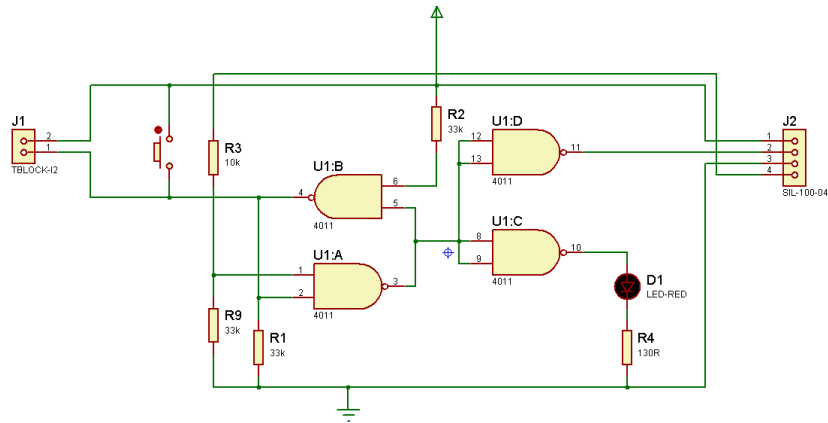 J1
2
1
TBLOCK-I2
R3
10k
R9
33k
R1
33k
U1:B
4
6
5
4011
U1:A
1
2
3
4011
R2
33k
U1:D
12
13
11
4011
U1:C
8
9
10
4011
D1
LED-RED
R4
130R
J2
1
2
3
4
SIL-100-04